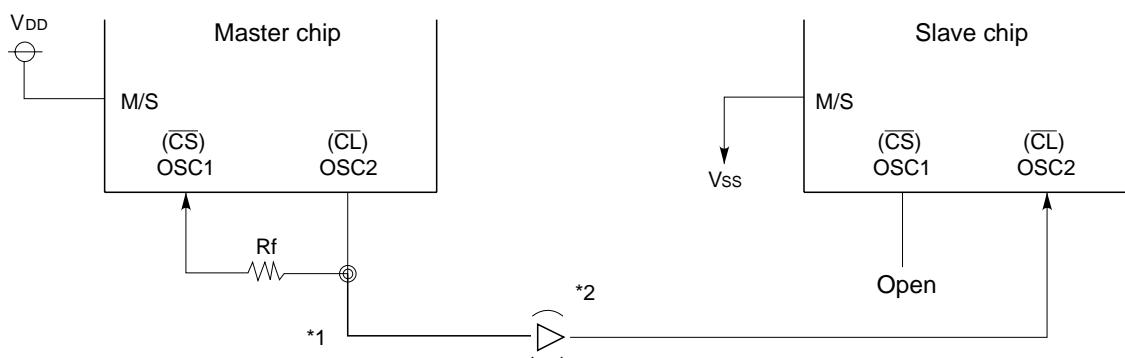 VDD
Master chip
Slave chip
M/S
M/S
(CS)
(CL)
(CS)
(CL)
OSC1
OSC2
OSC1
OSC2
VSS
Rf
Open
*2
*1